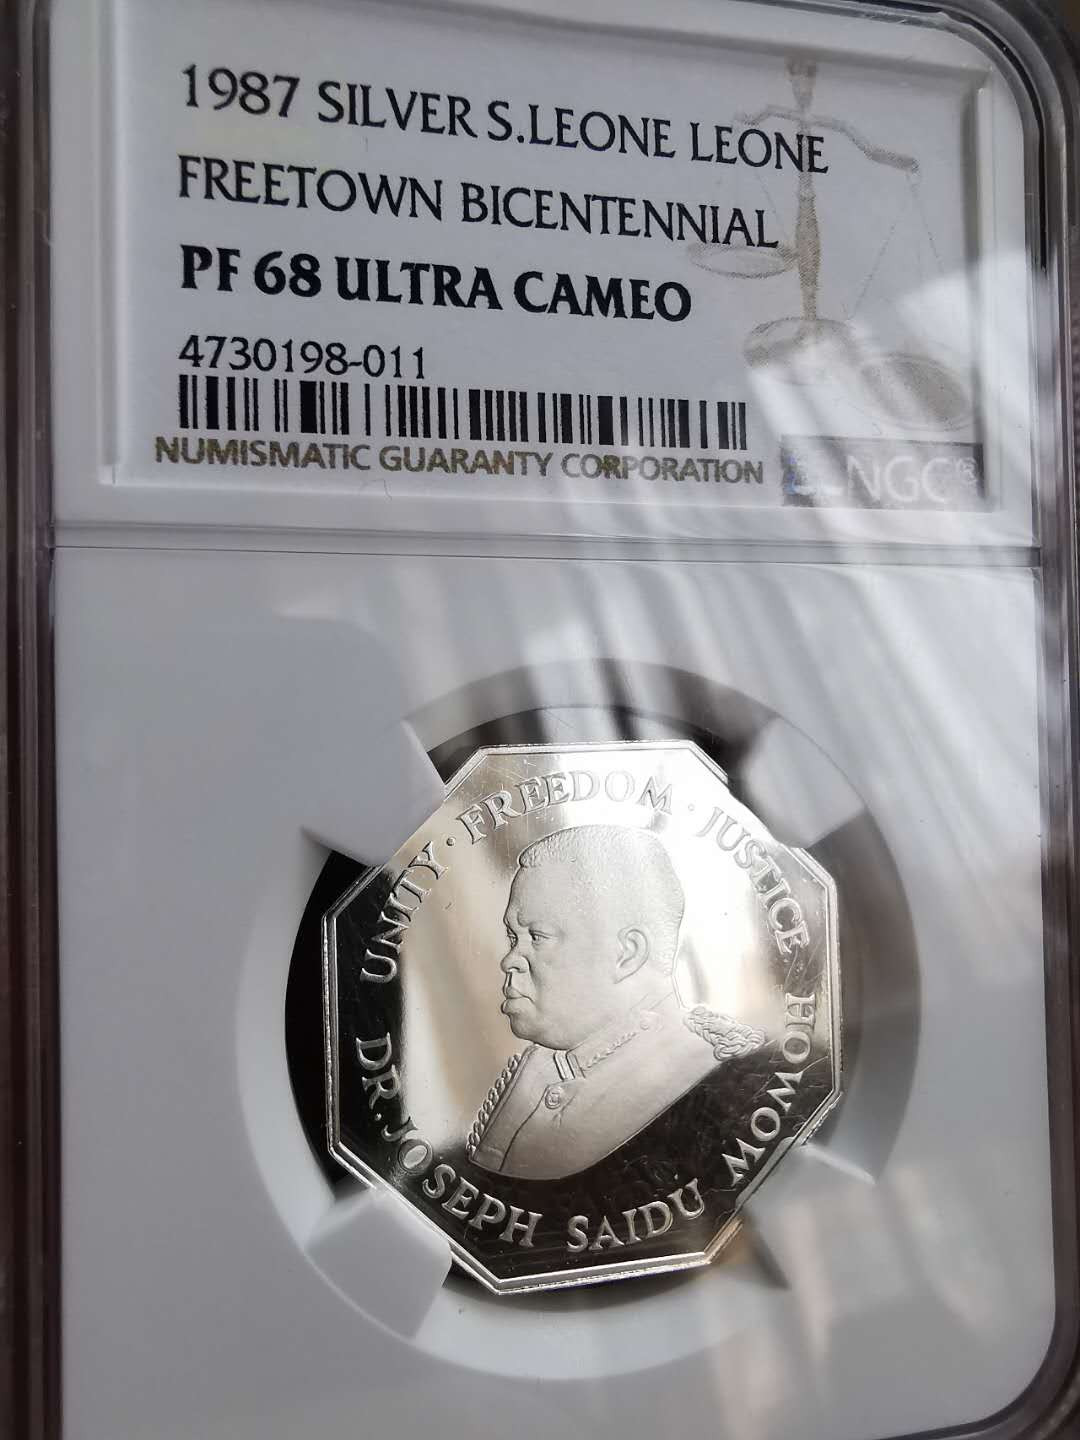 1987 SILVER S.LEONE LEONE
FREETOWN BICENTENNIAL
PF 68 ULTRA CAMEO
4730198-011
NUMISMATIC GUARANTY CORPORATION
NGC®
UNITY · FREEDOM · JUSTICE
DR. JOSEPH SAIDU MOMOH